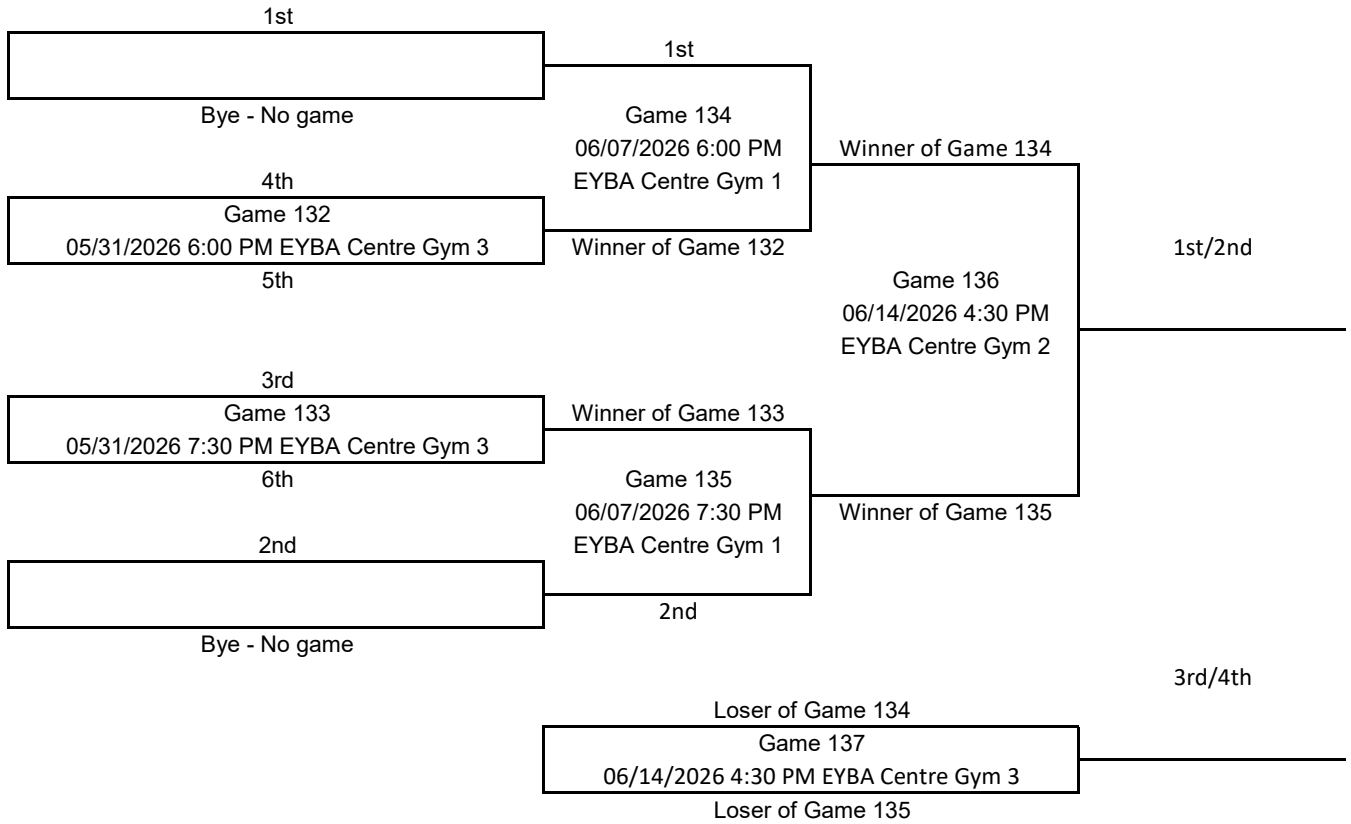 1st
Bye - No game
4th
Game 132
05/31/2026 6:00 PM EYBA Centre Gym 3
5th
3rd
Game 133
05/31/2026 7:30 PM EYBA Centre Gym 3
6th
2nd
Bye - No game
1st
Game 134
06/07/2026 6:00 PM
EYBA Centre Gym 1
Winner of Game 132
Winner of Game 133
Game 135
06/07/2026 7:30 PM
EYBA Centre Gym 1
2nd
Winner of Game 134
Game 136
06/14/2026 4:30 PM
EYBA Centre Gym 2
Winner of Game 135
1st/2nd
Loser of Game 134
Game 137
06/14/2026 4:30 PM EYBA Centre Gym 3
Loser of Game 135
3rd/4th